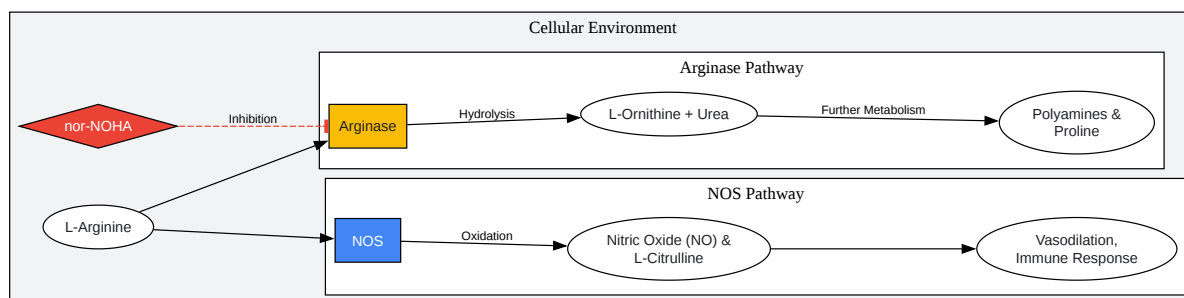 Cellular Environment
Arginase Pathway
nor-NOHA
Inhibition
Arginase
Hydrolysis
L-Ornithine + Urea
Further Metabolism
Polyamines &
Proline
L-Arginine
NOS Pathway
NOS
Oxidation
Nitric Oxide (NO) &
L-Citrulline
Vasodilation,
Immune Response